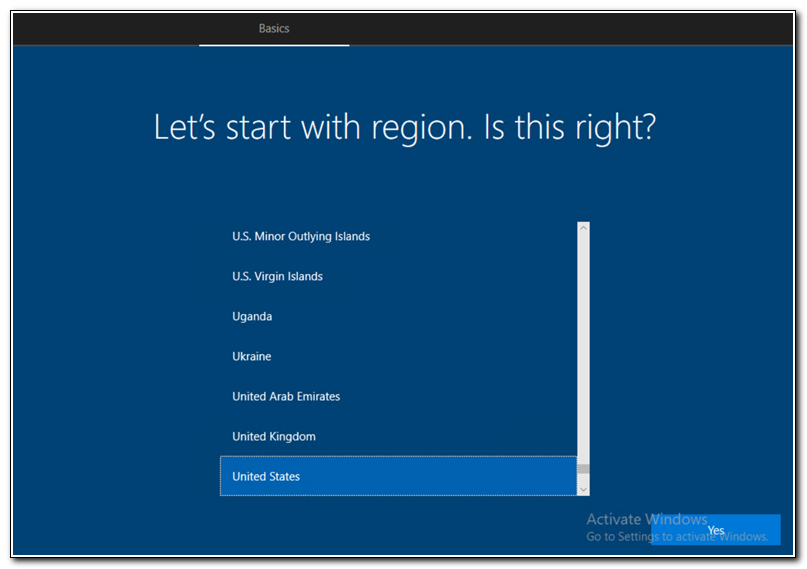 Basics
Let's start with region. Is this right?
U.S. Minor Outlying Islands
U.S. Virgin Islands
Uganda
Ukraine
United Arab Emirates
United Kingdom
United States
Activate Windows
Go to Settings to activate Windows.
Yes